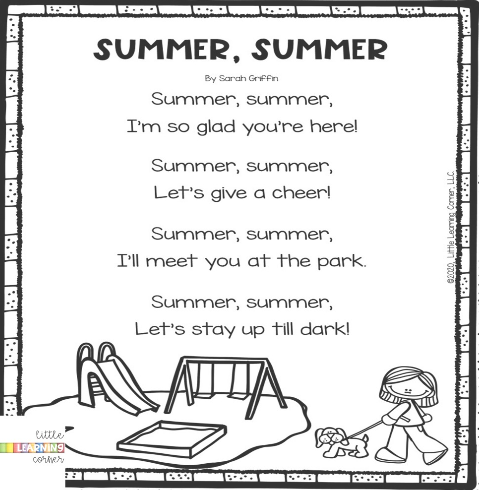 SUMMER, SUMMER
By Sarah Griffin
Summer, summer,
I'm so glad you're here!
Summer, summer,
Let's give a cheer!
Summer, summer,
I'll meet you at the park.
Summer, summer,
Let's stay up till dark!
©2020, Little Learning Corner, LLC
little
LEARNING
corner